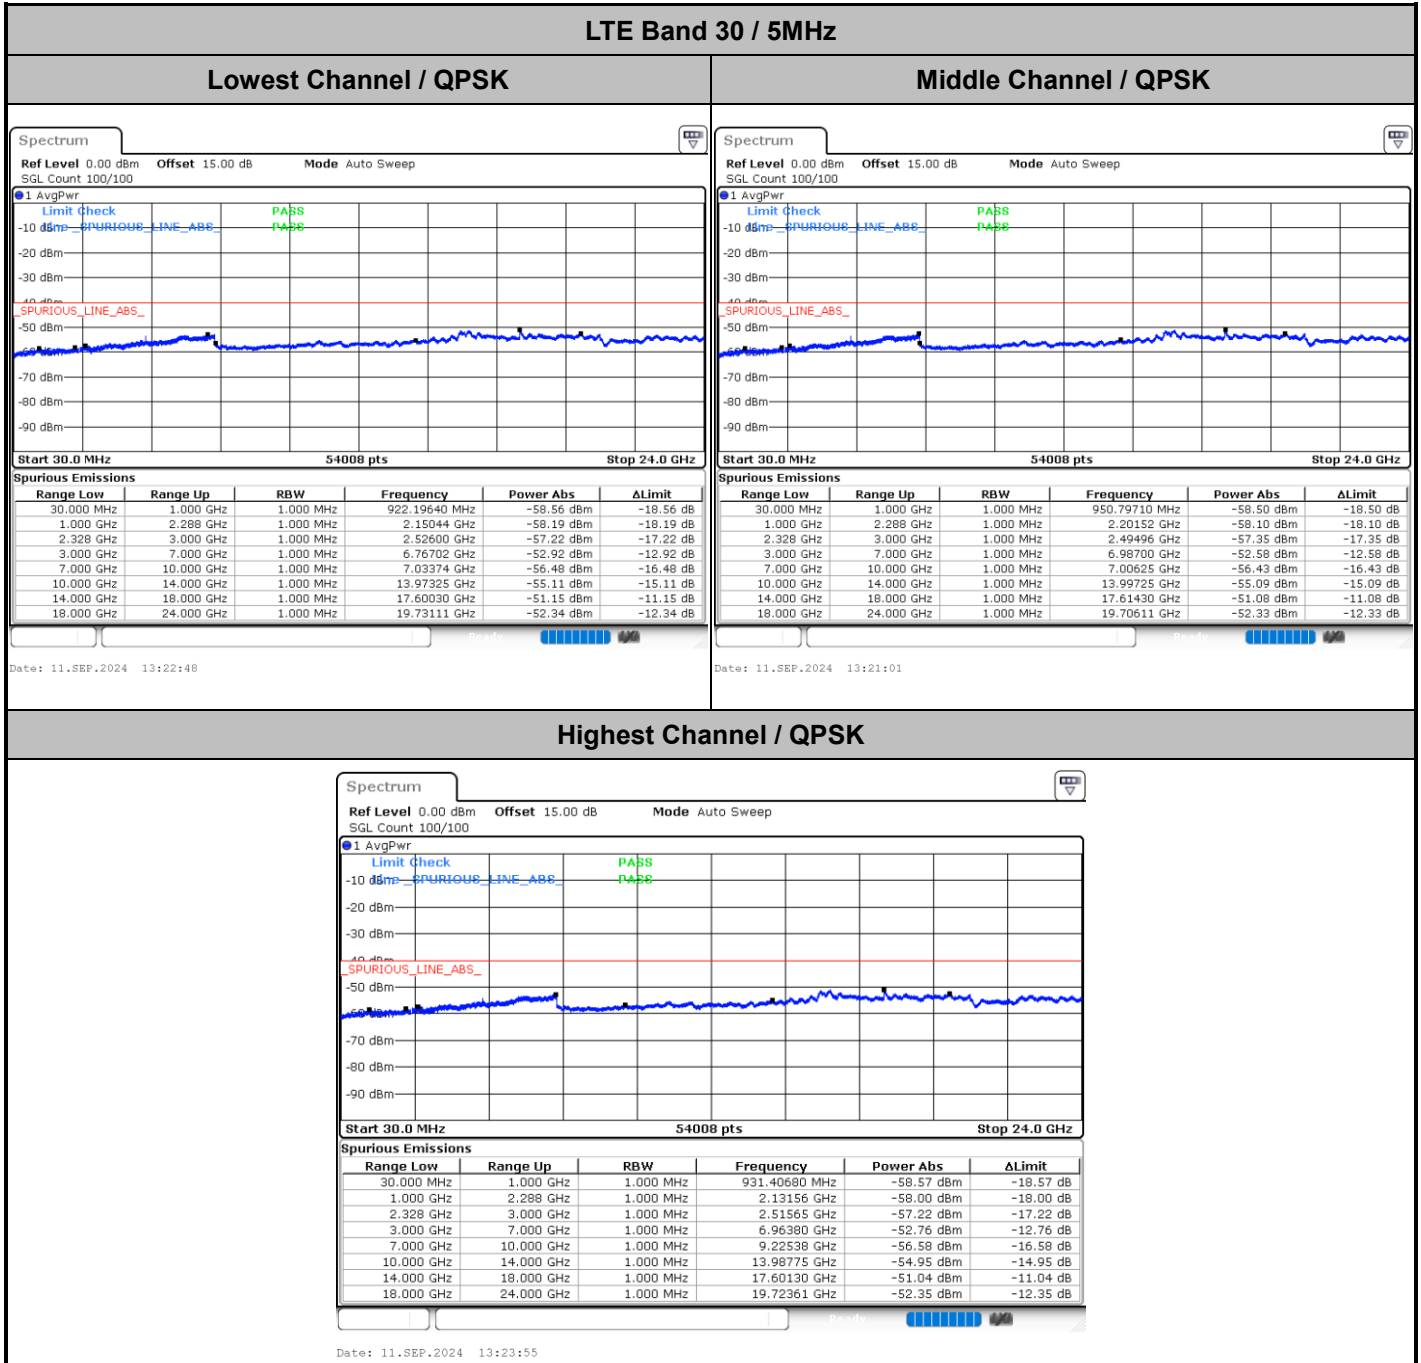 LTE Band 30 / 5MHz
Lowest Channel / QPSK
Middle Channel / QPSK
Spectrum
Ref Level 0.00 dBm Offset 15.00 dB Mode Auto Sweep
SGL Count 100/100
1 AvgPwr
Limit Check PASS
Line _SPURIOUS_LINE_ABS_ PASS
-10 dBm
-20 dBm
-30 dBm
-40 dBm
_SPURIOUS_LINE_ABS_
-50 dBm
-60 dBm
-70 dBm
-80 dBm
-90 dBm
Start 30.0 MHz 54008 pts Stop 24.0 GHz
Spurious Emissions
Range Low Range Up RBW Frequency Power Abs ΔLimit
30.000 MHz 1.000 GHz 1.000 MHz 922.19640 MHz -58.56 dBm -18.56 dB
1.000 GHz 2.288 GHz 1.000 MHz 2.15044 GHz -58.19 dBm -18.19 dB
2.328 GHz 3.000 GHz 1.000 MHz 2.52600 GHz -57.22 dBm -17.22 dB
3.000 GHz 7.000 GHz 1.000 MHz 6.76702 GHz -52.92 dBm -12.92 dB
7.000 GHz 10.000 GHz 1.000 MHz 7.03374 GHz -56.48 dBm -16.48 dB
10.000 GHz 14.000 GHz 1.000 MHz 13.97325 GHz -55.11 dBm -15.11 dB
14.000 GHz 18.000 GHz 1.000 MHz 17.60030 GHz -51.15 dBm -11.15 dB
18.000 GHz 24.000 GHz 1.000 MHz 19.73111 GHz -52.34 dBm -12.34 dB
Ready
Date: 11.SEP.2024 13:22:48
Spectrum
Ref Level 0.00 dBm Offset 15.00 dB Mode Auto Sweep
SGL Count 100/100
1 AvgPwr
Limit Check PASS
Line _SPURIOUS_LINE_ABS_ PASS
-10 dBm
-20 dBm
-30 dBm
-40 dBm
_SPURIOUS_LINE_ABS_
-50 dBm
-60 dBm
-70 dBm
-80 dBm
-90 dBm
Start 30.0 MHz 54008 pts Stop 24.0 GHz
Spurious Emissions
Range Low Range Up RBW Frequency Power Abs ΔLimit
30.000 MHz 1.000 GHz 1.000 MHz 950.79710 MHz -58.50 dBm -18.50 dB
1.000 GHz 2.288 GHz 1.000 MHz 2.20152 GHz -58.10 dBm -18.10 dB
2.328 GHz 3.000 GHz 1.000 MHz 2.49496 GHz -57.35 dBm -17.35 dB
3.000 GHz 7.000 GHz 1.000 MHz 6.98700 GHz -52.58 dBm -12.58 dB
7.000 GHz 10.000 GHz 1.000 MHz 7.00625 GHz -56.43 dBm -16.43 dB
10.000 GHz 14.000 GHz 1.000 MHz 13.99725 GHz -55.09 dBm -15.09 dB
14.000 GHz 18.000 GHz 1.000 MHz 17.61430 GHz -51.08 dBm -11.08 dB
18.000 GHz 24.000 GHz 1.000 MHz 19.70611 GHz -52.33 dBm -12.33 dB
Ready
Date: 11.SEP.2024 13:21:01
Highest Channel / QPSK
Spectrum
Ref Level 0.00 dBm Offset 15.00 dB Mode Auto Sweep
SGL Count 100/100
1 AvgPwr
Limit Check PASS
Line _SPURIOUS_LINE_ABS_ PASS
-10 dBm
-20 dBm
-30 dBm
-40 dBm
_SPURIOUS_LINE_ABS_
-50 dBm
-60 dBm
-70 dBm
-80 dBm
-90 dBm
Start 30.0 MHz 54008 pts Stop 24.0 GHz
Spurious Emissions
Range Low Range Up RBW Frequency Power Abs ΔLimit
30.000 MHz 1.000 GHz 1.000 MHz 931.40680 MHz -58.57 dBm -18.57 dB
1.000 GHz 2.288 GHz 1.000 MHz 2.13156 GHz -58.00 dBm -18.00 dB
2.328 GHz 3.000 GHz 1.000 MHz 2.51565 GHz -57.22 dBm -17.22 dB
3.000 GHz 7.000 GHz 1.000 MHz 6.96380 GHz -52.76 dBm -12.76 dB
7.000 GHz 10.000 GHz 1.000 MHz 9.22538 GHz -56.58 dBm -16.58 dB
10.000 GHz 14.000 GHz 1.000 MHz 13.98775 GHz -54.95 dBm -14.95 dB
14.000 GHz 18.000 GHz 1.000 MHz 17.60130 GHz -51.04 dBm -11.04 dB
18.000 GHz 24.000 GHz 1.000 MHz 19.72361 GHz -52.35 dBm -12.35 dB
Ready
Date: 11.SEP.2024 13:23:55